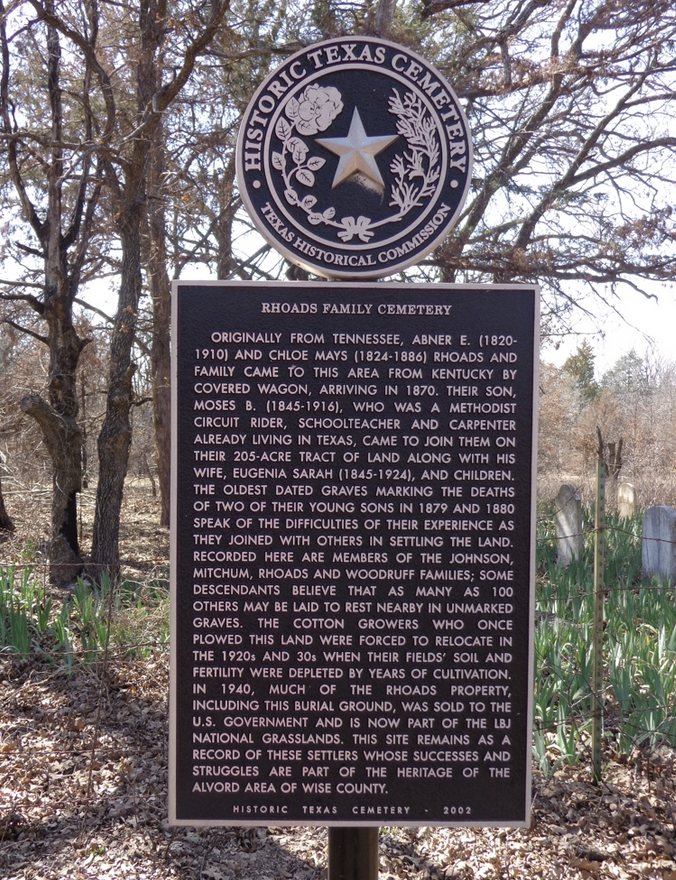 HISTORIC TEXAS CEMETERY
TEXAS HISTORICAL COMMISSION
RHOADS FAMILY CEMETERY
ORIGINALLY FROM TENNESSEE, ABNER E. (1820-
1910) AND CHLOE MAYS (1824-1886) RHOADS AND
FAMILY CAME TO THIS AREA FROM KENTUCKY BY
COVERED WAGON, ARRIVING IN 1870. THEIR SON,
MOSES B. (1845-1916), WHO WAS A METHODIST
CIRCUIT RIDER, SCHOOLTEACHER AND CARPENTER
ALREADY LIVING IN TEXAS, CAME TO JOIN THEM ON
THEIR 205-ACRE TRACT OF LAND ALONG WITH HIS
WIFE, EUGENIA SARAH (1845-1924), AND CHILDREN.
THE OLDEST DATED GRAVES MARKING THE DEATHS
OF TWO OF THEIR YOUNG SONS IN 1879 AND 1880
SPEAK OF THE DIFFICULTIES OF THEIR EXPERIENCE AS
THEY JOINED WITH OTHERS IN SETTLING THE LAND.
RECORDED HERE ARE MEMBERS OF THE JOHNSON,
MITCHUM, RHOADS AND WOODRUFF FAMILIES; SOME
DESCENDANTS BELIEVE THAT AS MANY AS 100
OTHERS MAY BE LAID TO REST NEARBY IN UNMARKED
GRAVES. THE COTTON GROWERS WHO ONCE
PLOWED THIS LAND WERE FORCED TO RELOCATE IN
THE 1920s AND 30s WHEN THEIR FIELDS' SOIL AND
FERTILITY WERE DEPLETED BY YEARS OF CULTIVATION.
IN 1940, MUCH OF THE RHOADS PROPERTY,
INCLUDING THIS BURIAL GROUND, WAS SOLD TO THE
U.S. GOVERNMENT AND IS NOW PART OF THE LBJ
NATIONAL GRASSLANDS. THIS SITE REMAINS AS A
RECORD OF THESE SETTLERS WHOSE SUCCESSES AND
STRUGGLES ARE PART OF THE HERITAGE OF THE
ALVORD AREA OF WISE COUNTY.
HISTORIC TEXAS CEMETERY - 2002